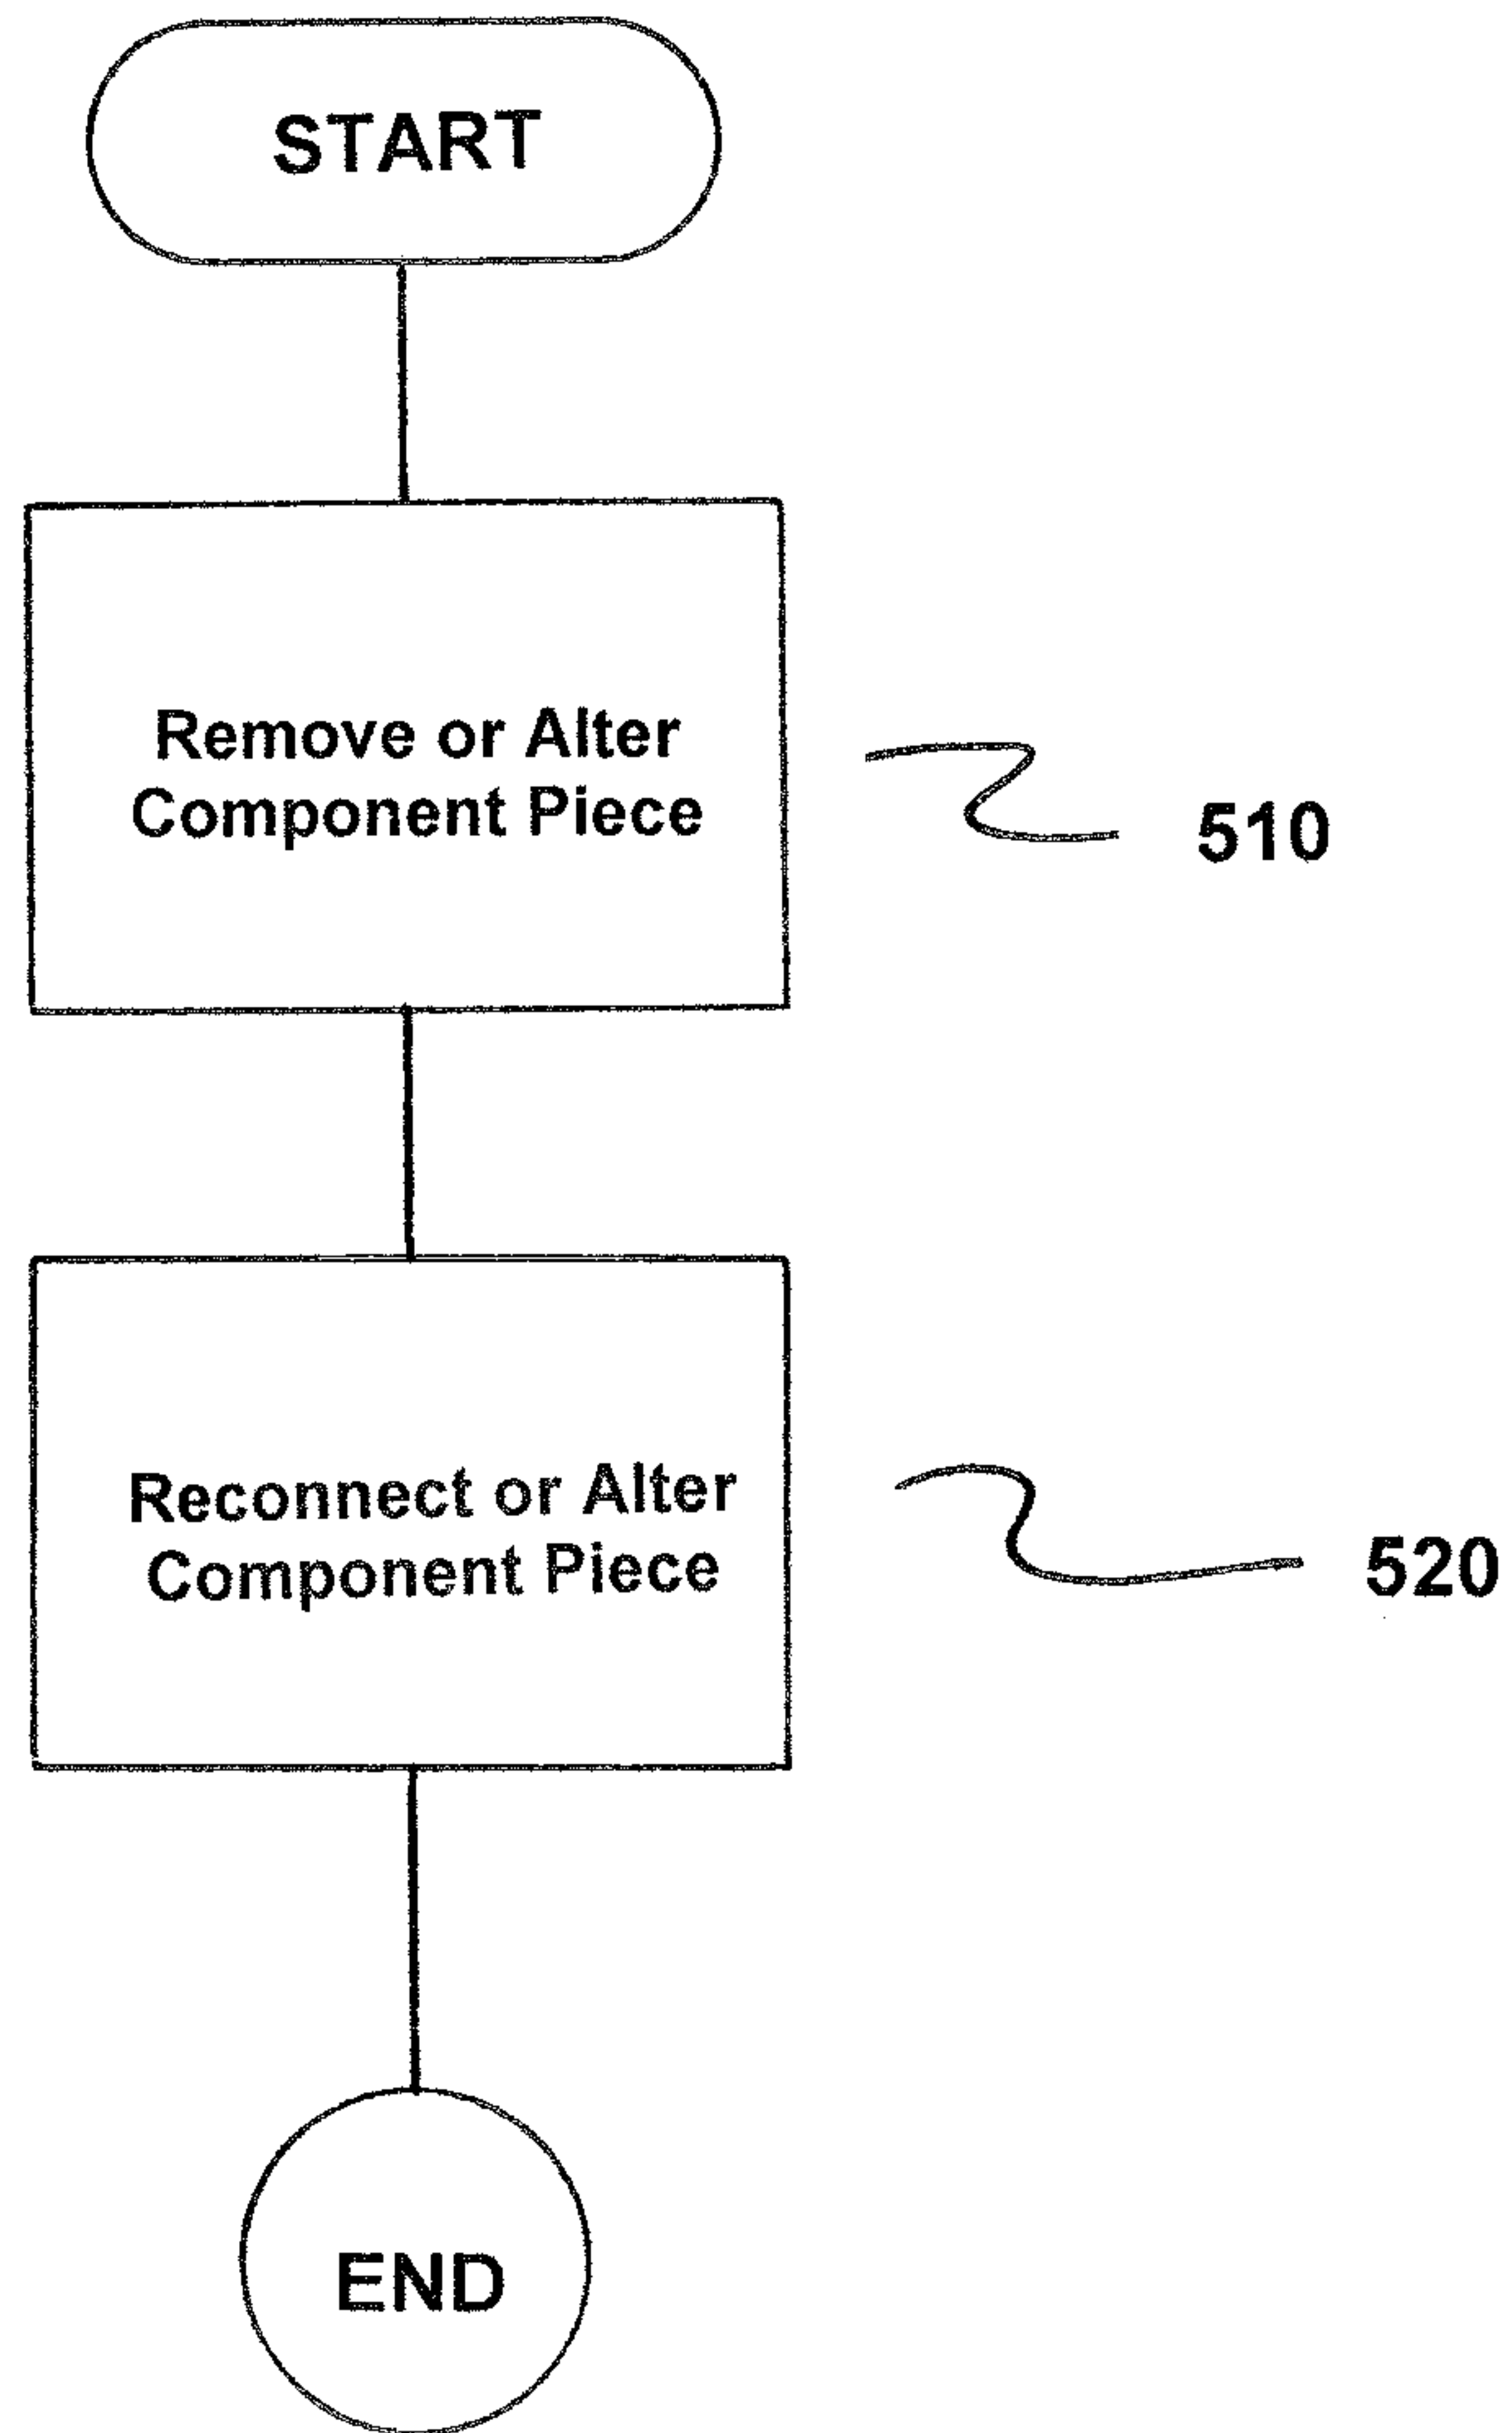 START
Remove or Alter
Component Piece
510
Reconnect or Alter
Component Piece
520
END